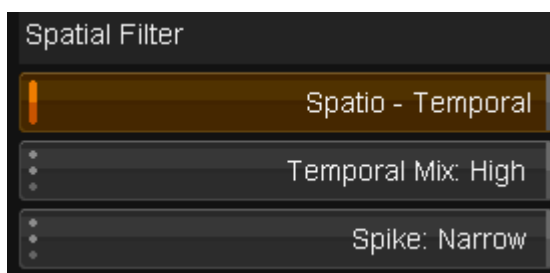 Spatial Filter
Spatio - Temporal
Temporal Mix: High
Spike: Narrow